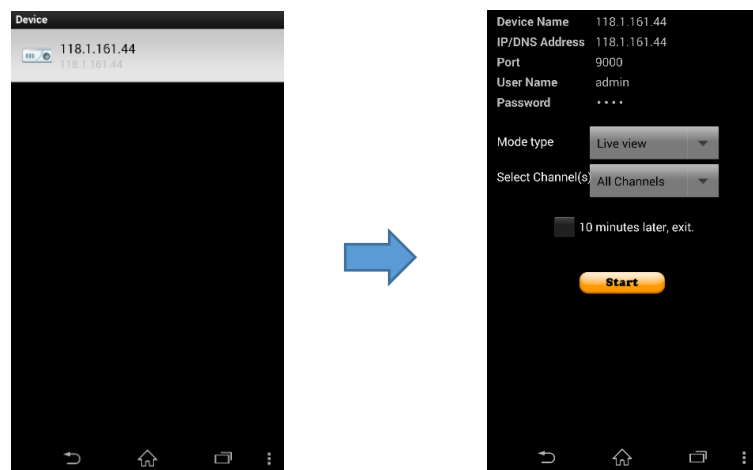 Device
118.1.161.44
118.1.161.44
Device Name 118.1.161.44
IP/DNS Address 118.1.161.44
Port 9000
User Name admin
Password ••••
Mode type Live view
Select Channel(s) All Channels
10 minutes later, exit.
Start